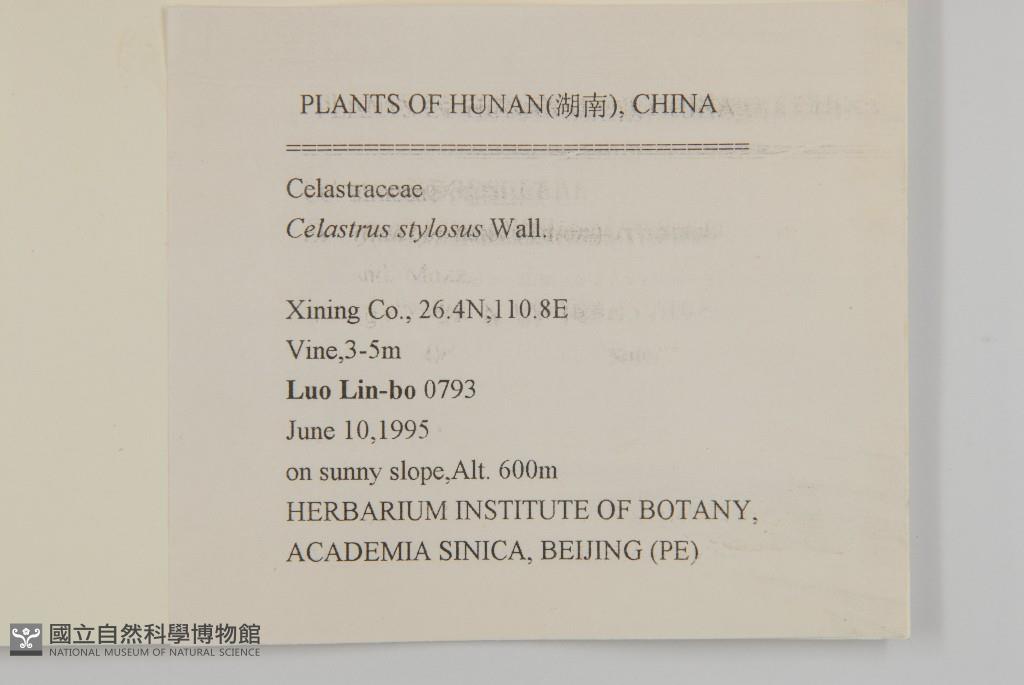 PLANTS OF HUNAN(湖南), CHINA
==============================
Celastraceae
Celastrus stylosus Wall.
Xining Co., 26.4N,110.8E
Vine,3-5m
Luo Lin-bo 0793
June 10,1995
on sunny slope,Alt. 600m
HERBARIUM INSTITUTE OF BOTANY,
ACADEMIA SINICA, BEIJING (PE)
國立自然科學博物館
NATIONAL MUSEUM OF NATURAL SCIENCE